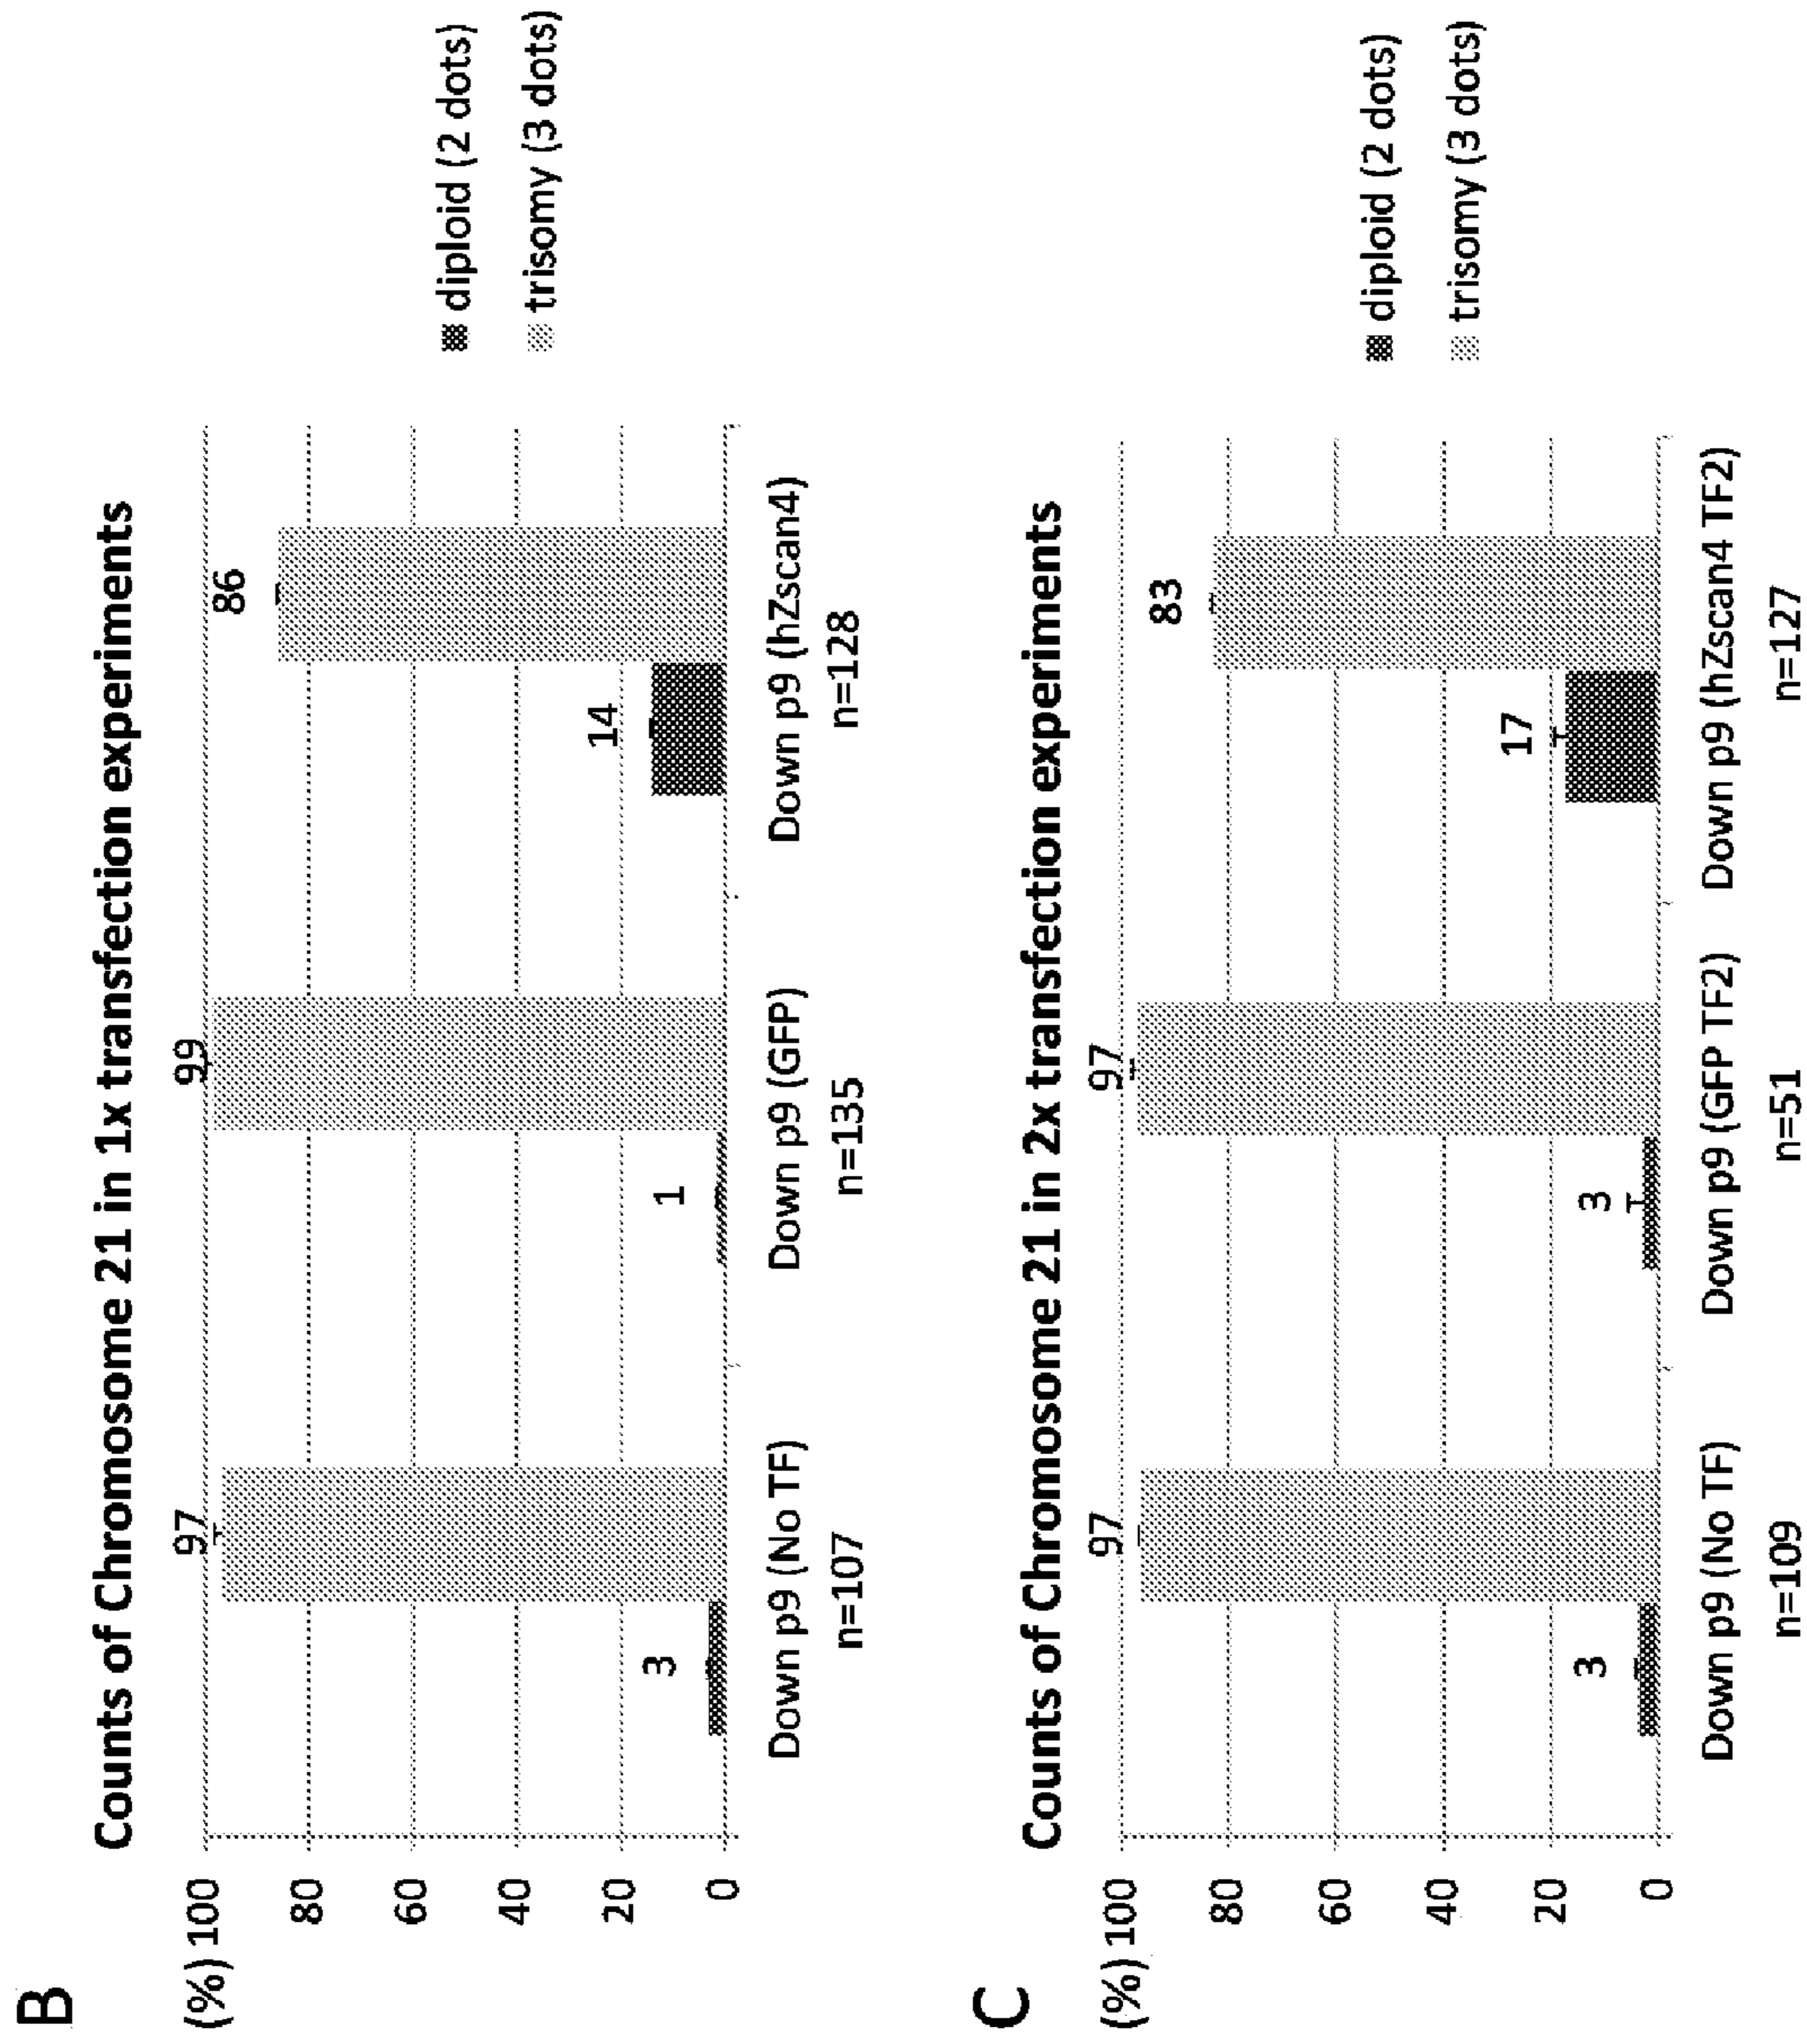 B
Counts of Chromosome 21 in 1x transfection experiments
(%) 100
80
60
40
20
0
97
3
99
1
86
14
diploid (2 dots)
trisomy (3 dots)
Down p9 (No TF)
n=107
Down p9 (GFP)
n=135
Down p9 (hZscan4)
n=128
C
Counts of Chromosome 21 in 2x transfection experiments
(%) 100
80
60
40
20
0
97
3
97
3
83
17
diploid (2 dots)
trisomy (3 dots)
Down p9 (No TF)
n=109
Down p9 (GFP TF2)
n=51
Down p9 (hZscan4 TF2)
n=127